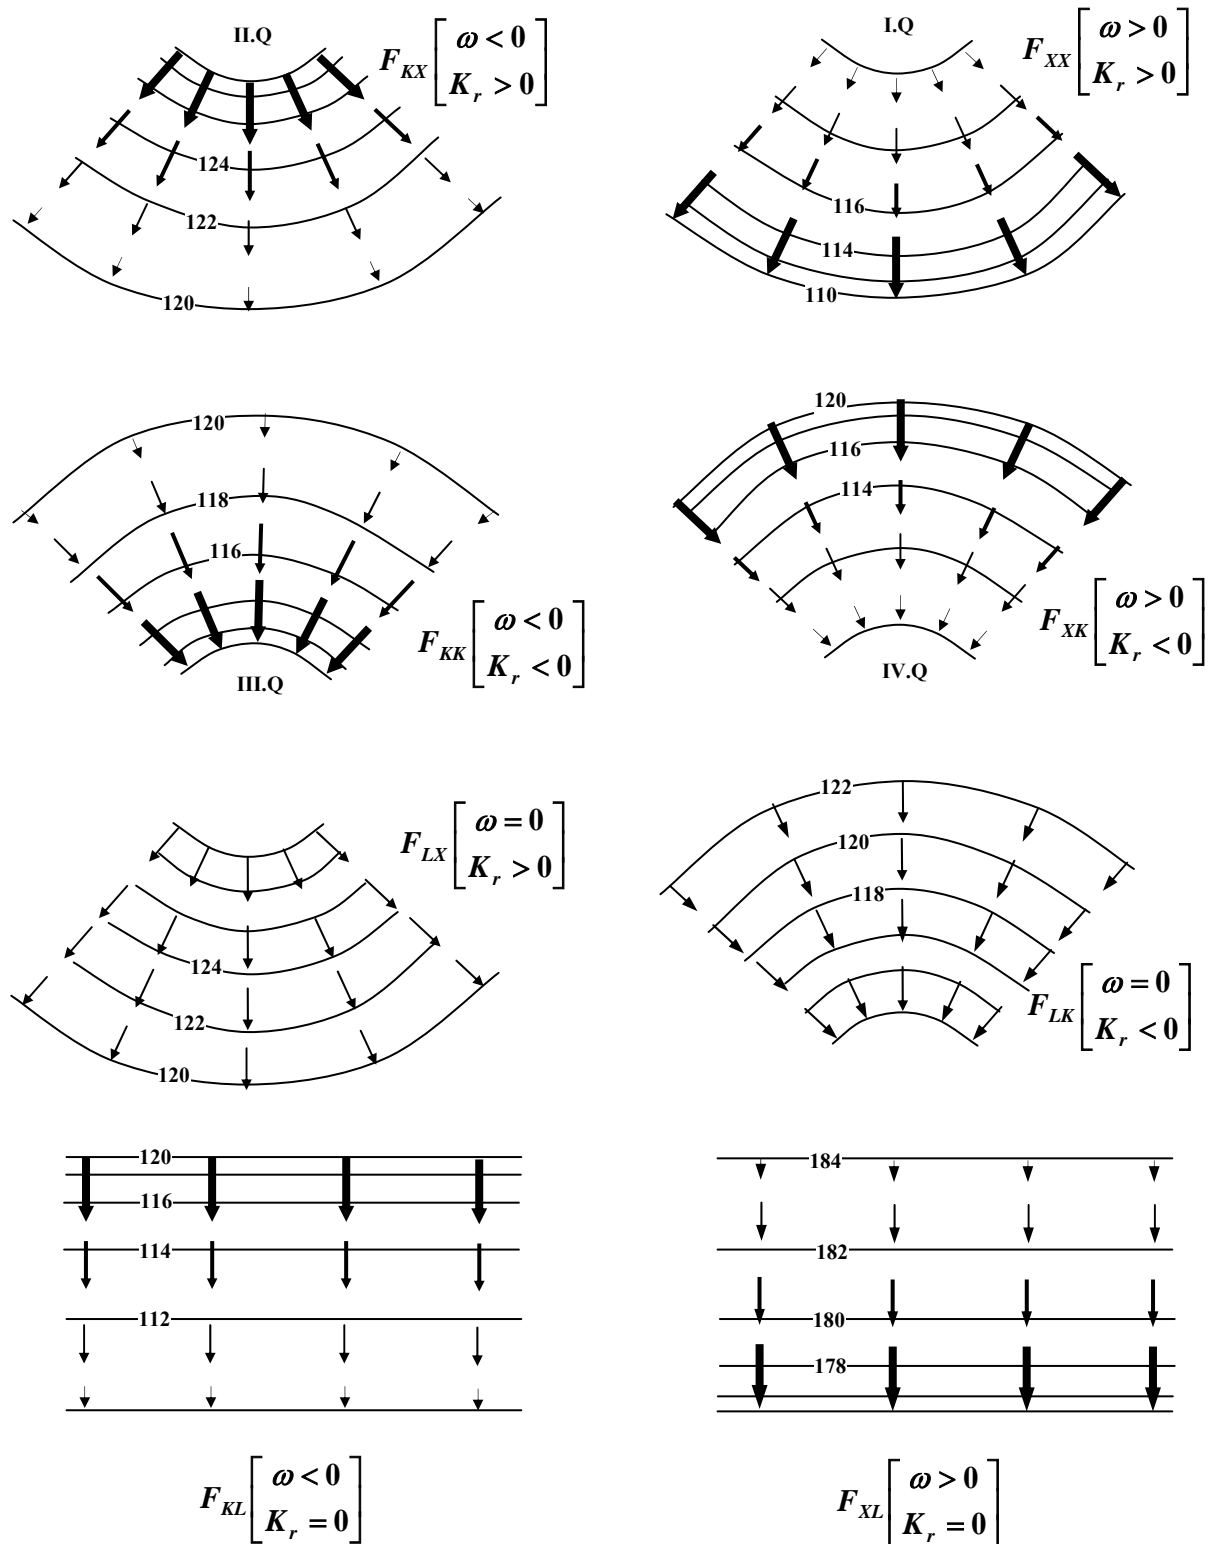 II.Q
F_KX [ω < 0
K_r > 0]
124
122
120
I.Q
F_XX [ω > 0
K_r > 0]
116
114
110
120
118
116
F_KK [ω < 0
K_r < 0]
III.Q
120
116
114
F_XK [ω > 0
K_r < 0]
IV.Q
F_LX [ω = 0
K_r > 0]
124
122
120
122
120
118
F_LK [ω = 0
K_r < 0]
120
116
114
112
F_KL [ω < 0
K_r = 0]
184
182
180
178
F_XL [ω > 0
K_r = 0]